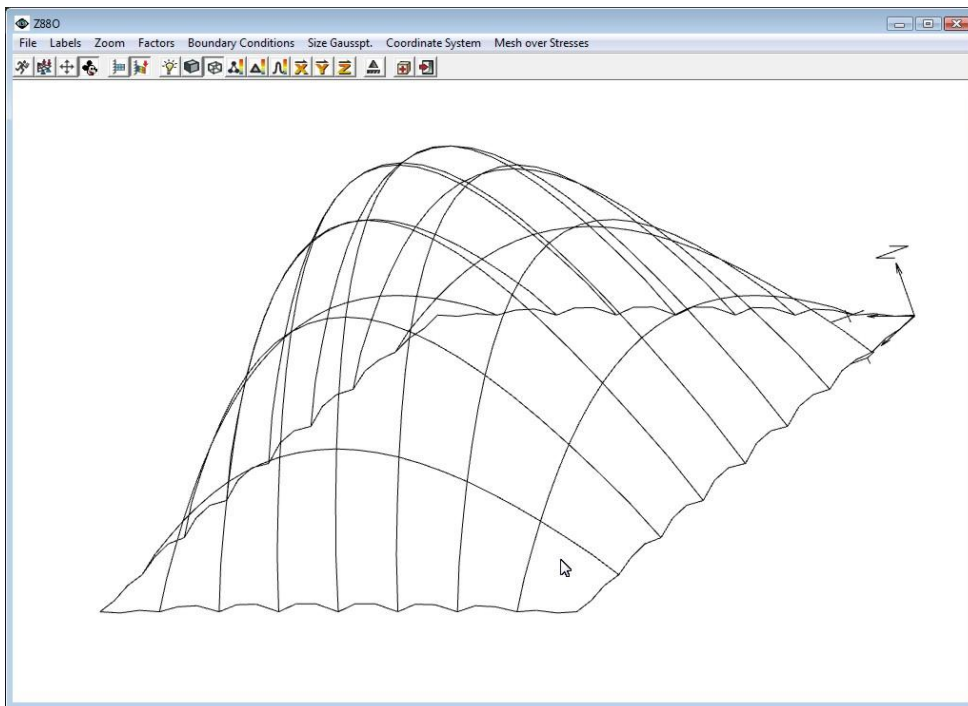 Z88O
File Labels Zoom Factors Boundary Conditions Size Gausspt. Coordinate System Mesh over Stresses
X Y Z
Z